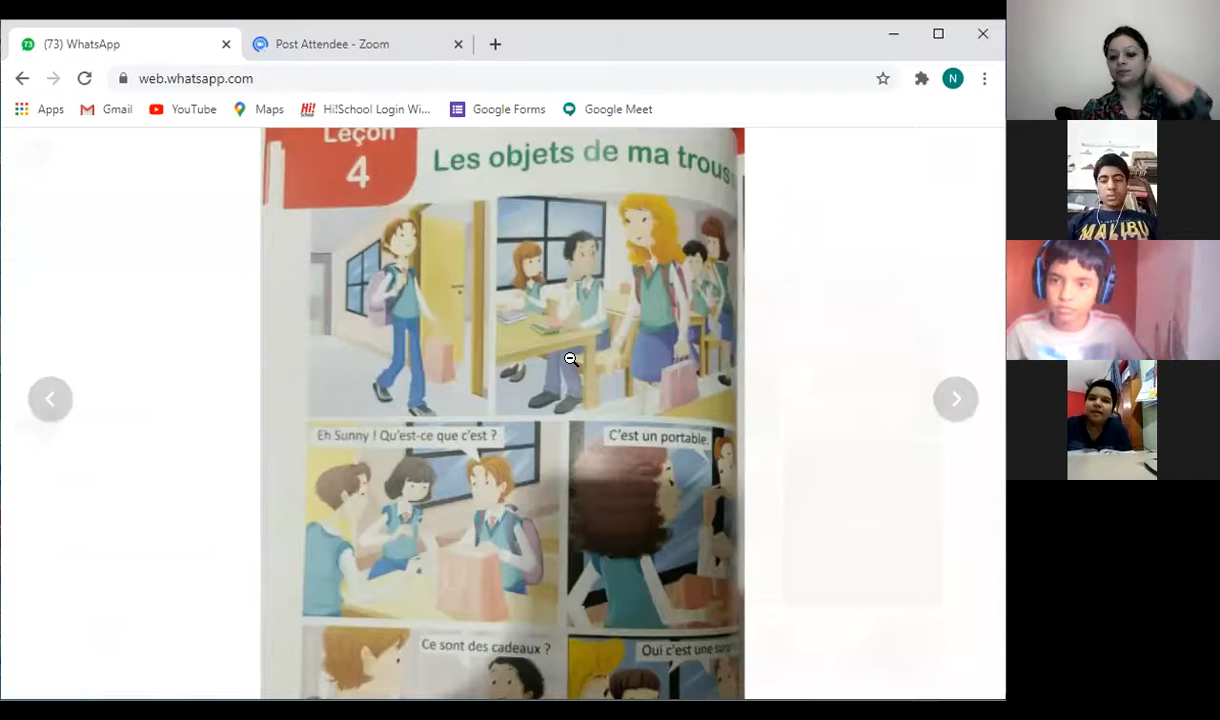 (73) WhatsApp
Post Attendee - Zoom
web.whatsapp.com
N
Apps
Gmail
YouTube
Maps
Hi! Hi!School Login Wi...
Google Forms
Google Meet
Leçon
4
Les objets de ma
Eh Sunny ! Qu'est-ce que c'est ?
C'est un portable.
Ce sont des cadeaux ?
Oui c'est une
MALIBU